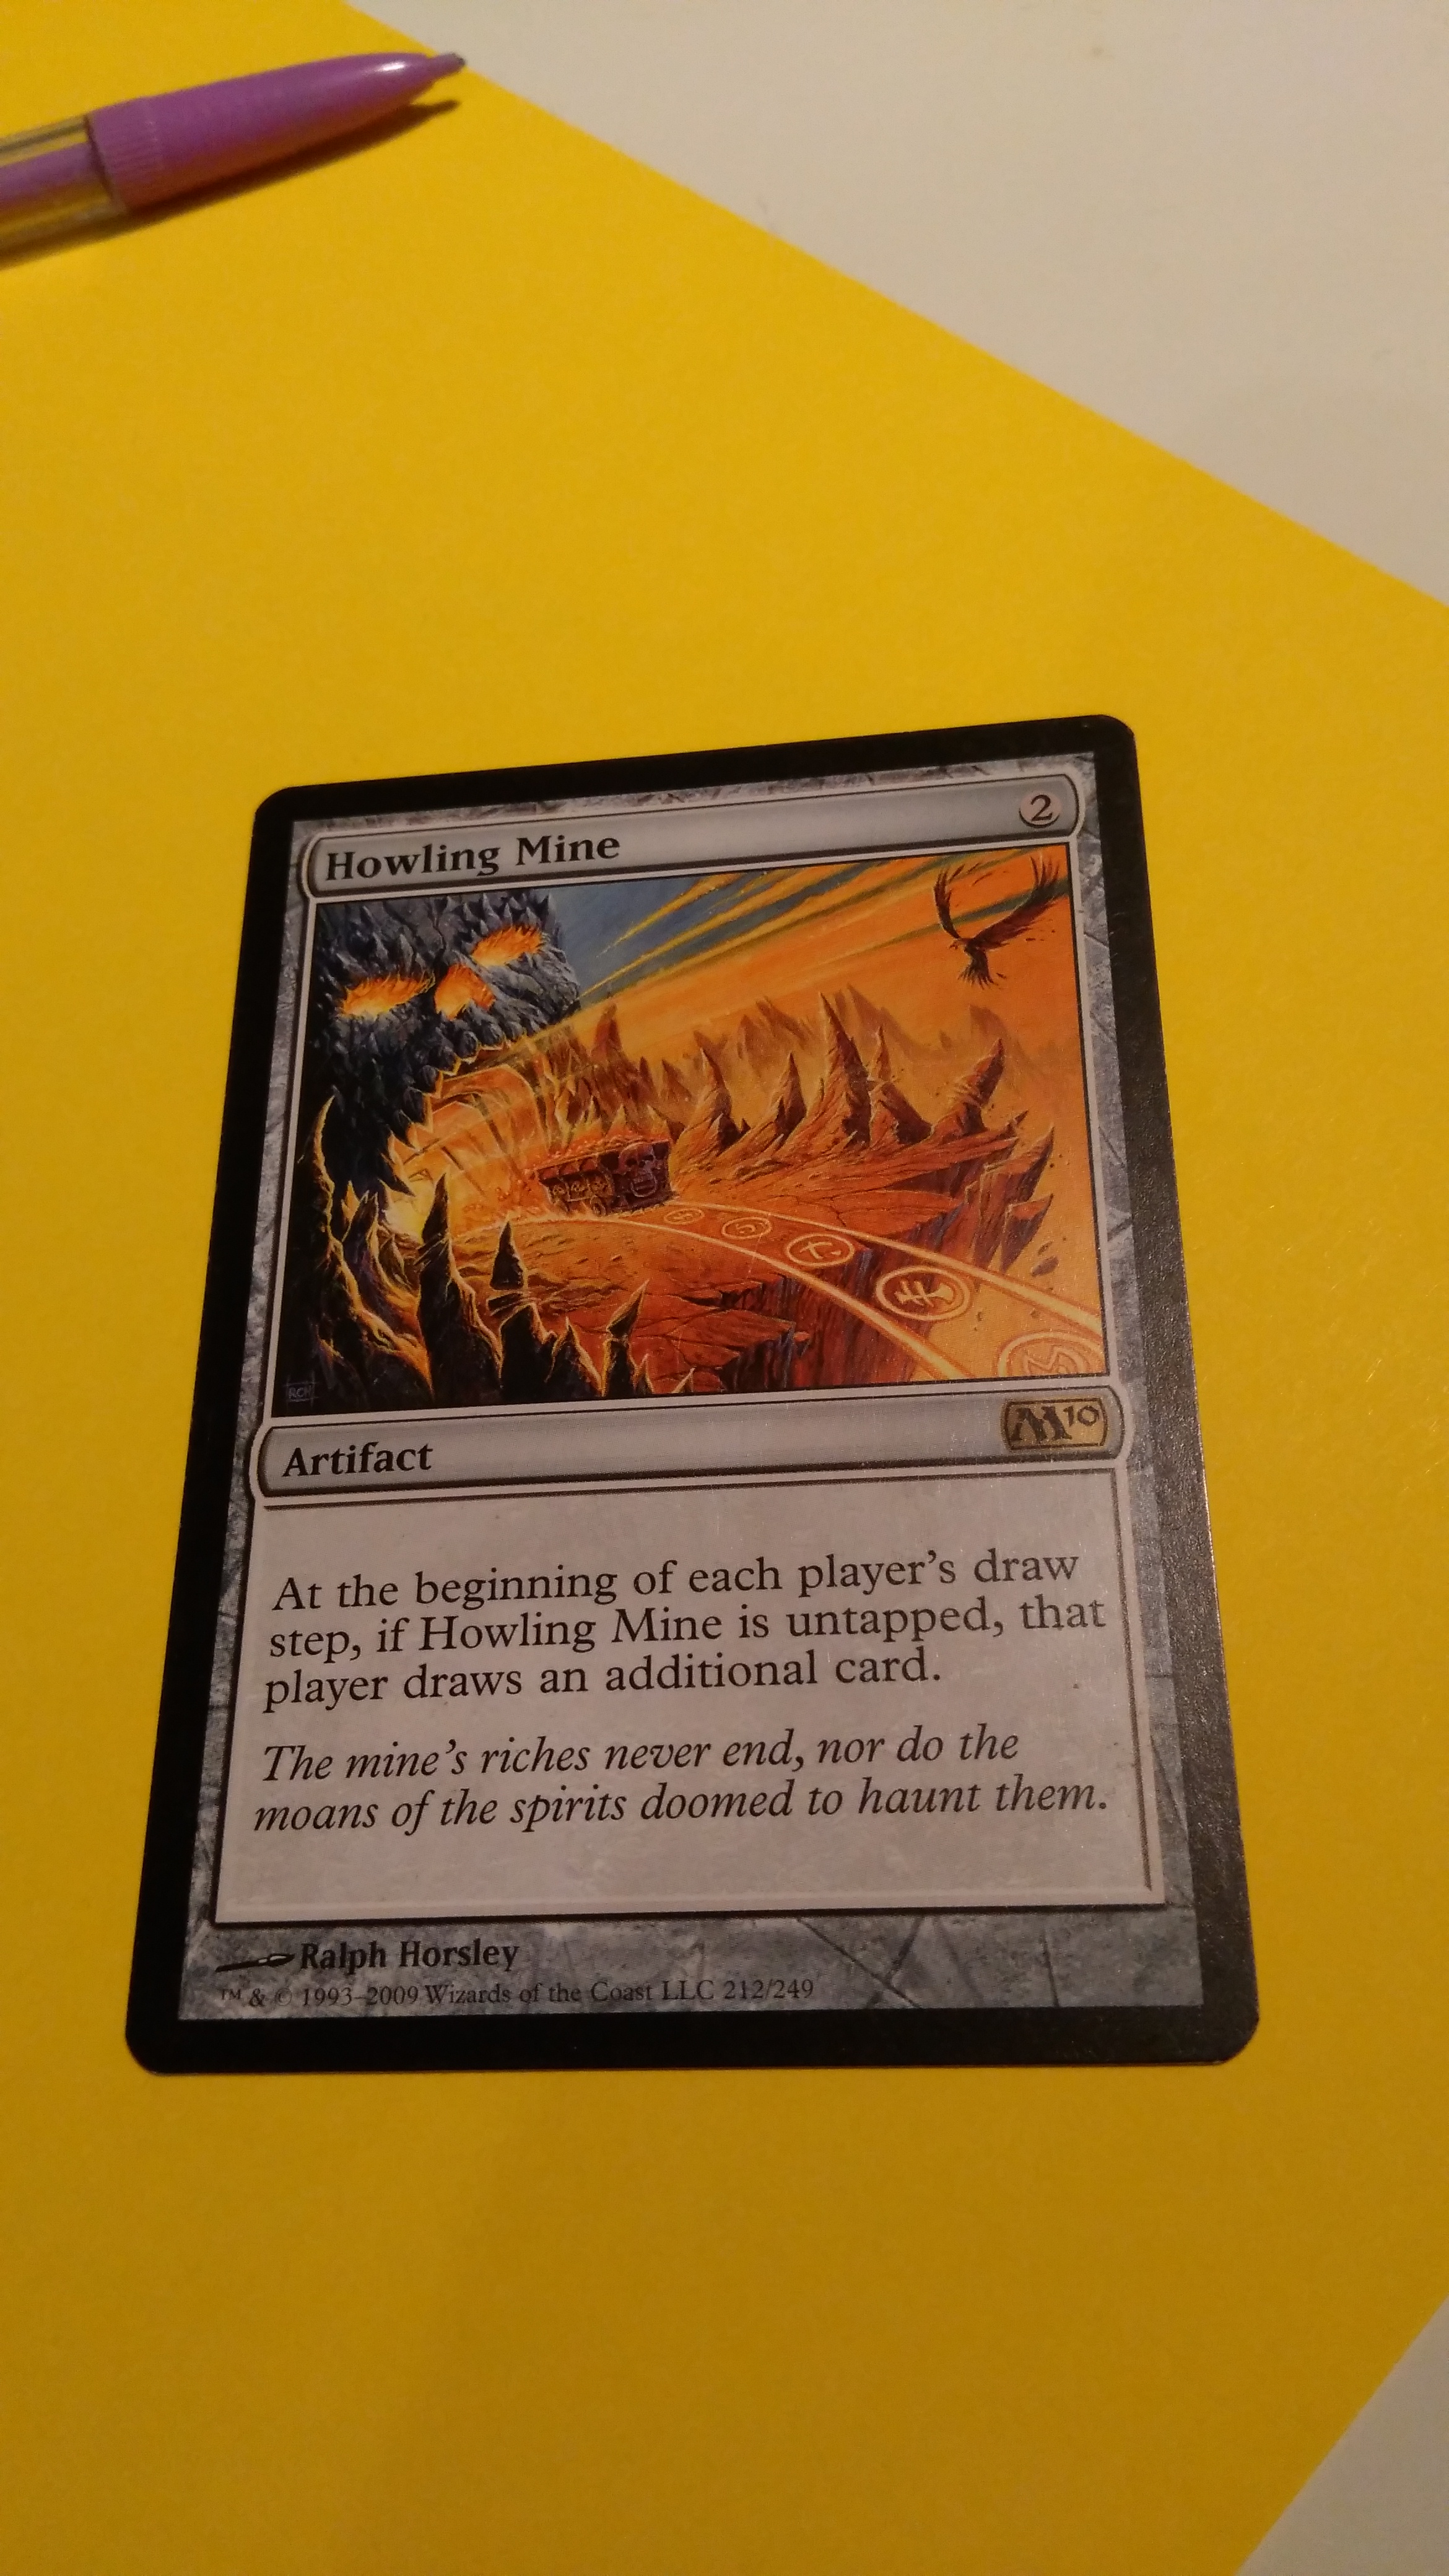 Howling Mine 2
RCH
Artifact M10
At the beginning of each player's draw
step, if Howling Mine is untapped, that
player draws an additional card.
The mine's riches never end, nor do the
moans of the spirits doomed to haunt them.
Ralph Horsley
™ & © 1993–2009 Wizards of the Coast LLC 212/249